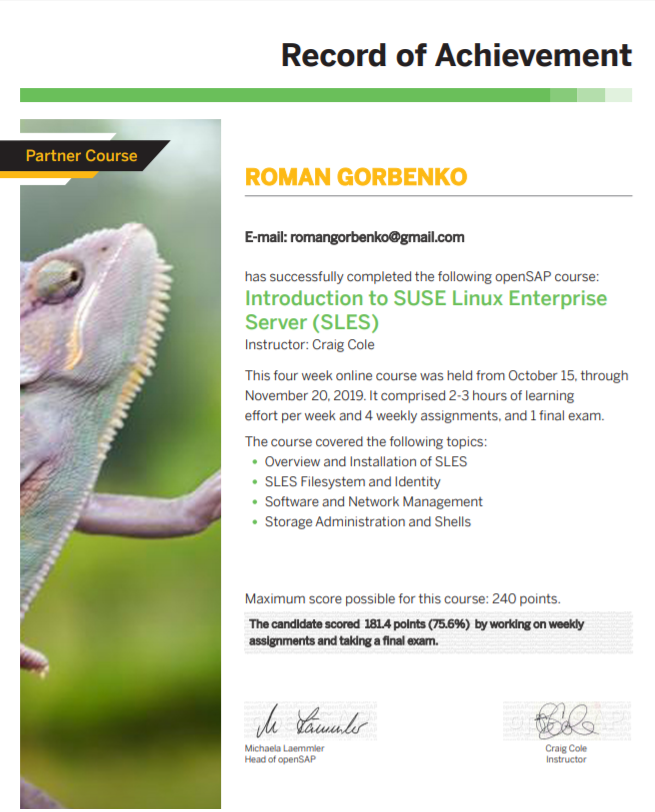 Record of Achievement
Partner Course
ROMAN GORBENKO
E-mail: romangorbenko@gmail.com
has successfully completed the following openSAP course:
Introduction to SUSE Linux Enterprise
Server (SLES)
Instructor: Craig Cole
This four week online course was held from October 15, through
November 20, 2019. It comprised 2-3 hours of learning
effort per week and 4 weekly assignments, and 1 final exam.
The course covered the following topics:
• Overview and Installation of SLES
• SLES Filesystem and Identity
• Software and Network Management
• Storage Administration and Shells
Maximum score possible for this course: 240 points.
The candidate scored 181.4 points (75.6%) by working on weekly
assignments and taking a final exam.
Michaela Laemmler
Head of openSAP
Craig Cole
Instructor